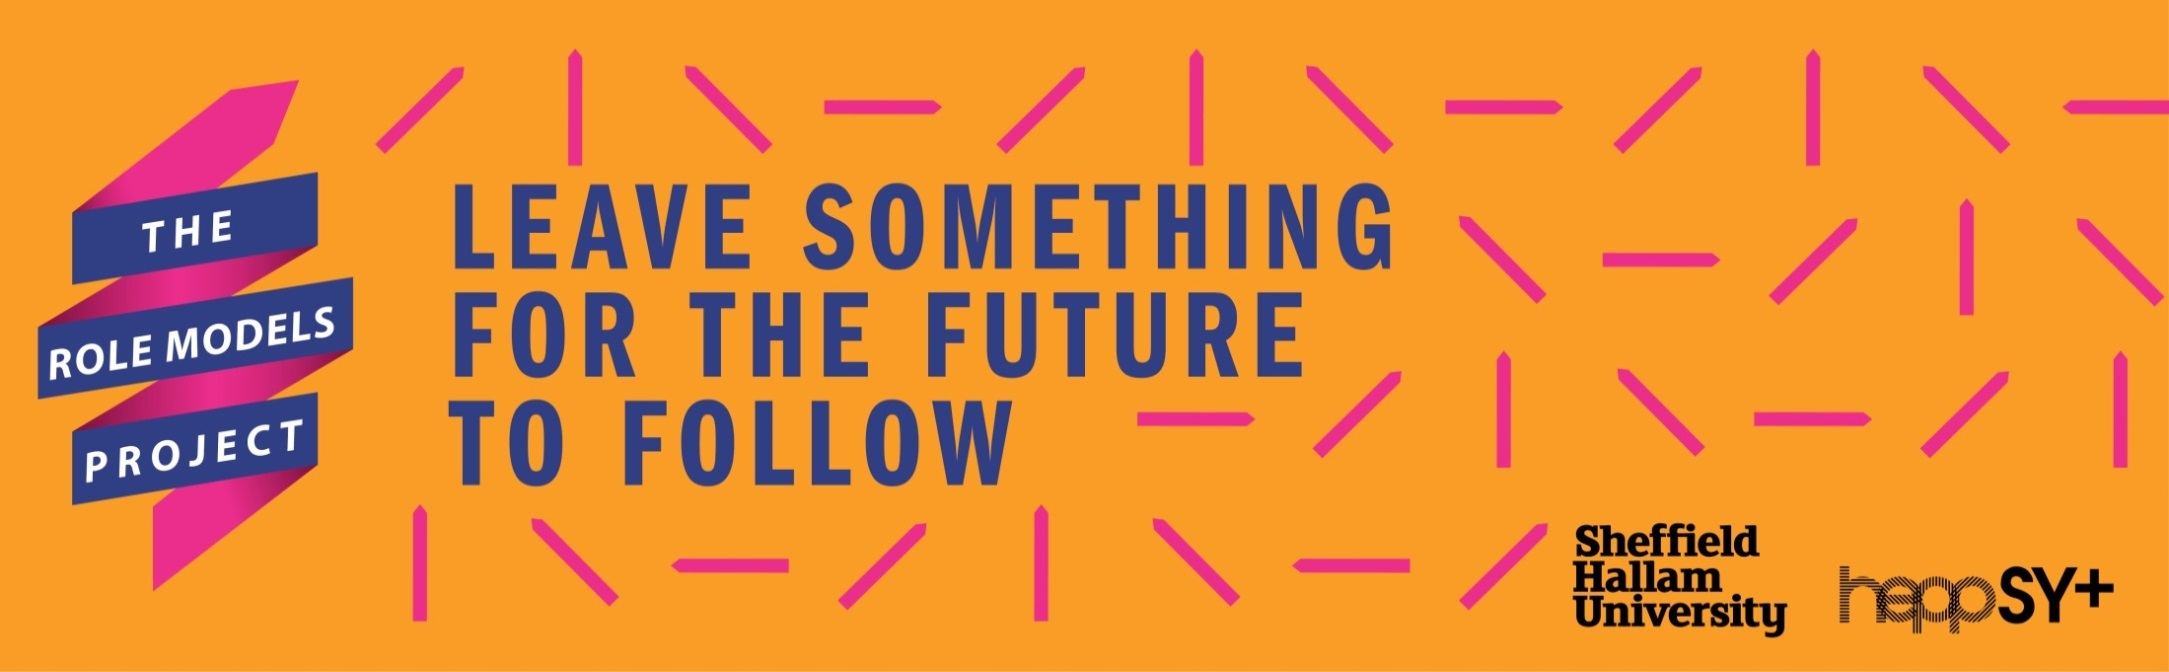 THE
ROLE MODELS
PROJECT
LEAVE SOMETHING
FOR THE FUTURE
TO FOLLOW
Sheffield
Hallam
University
heppSY+